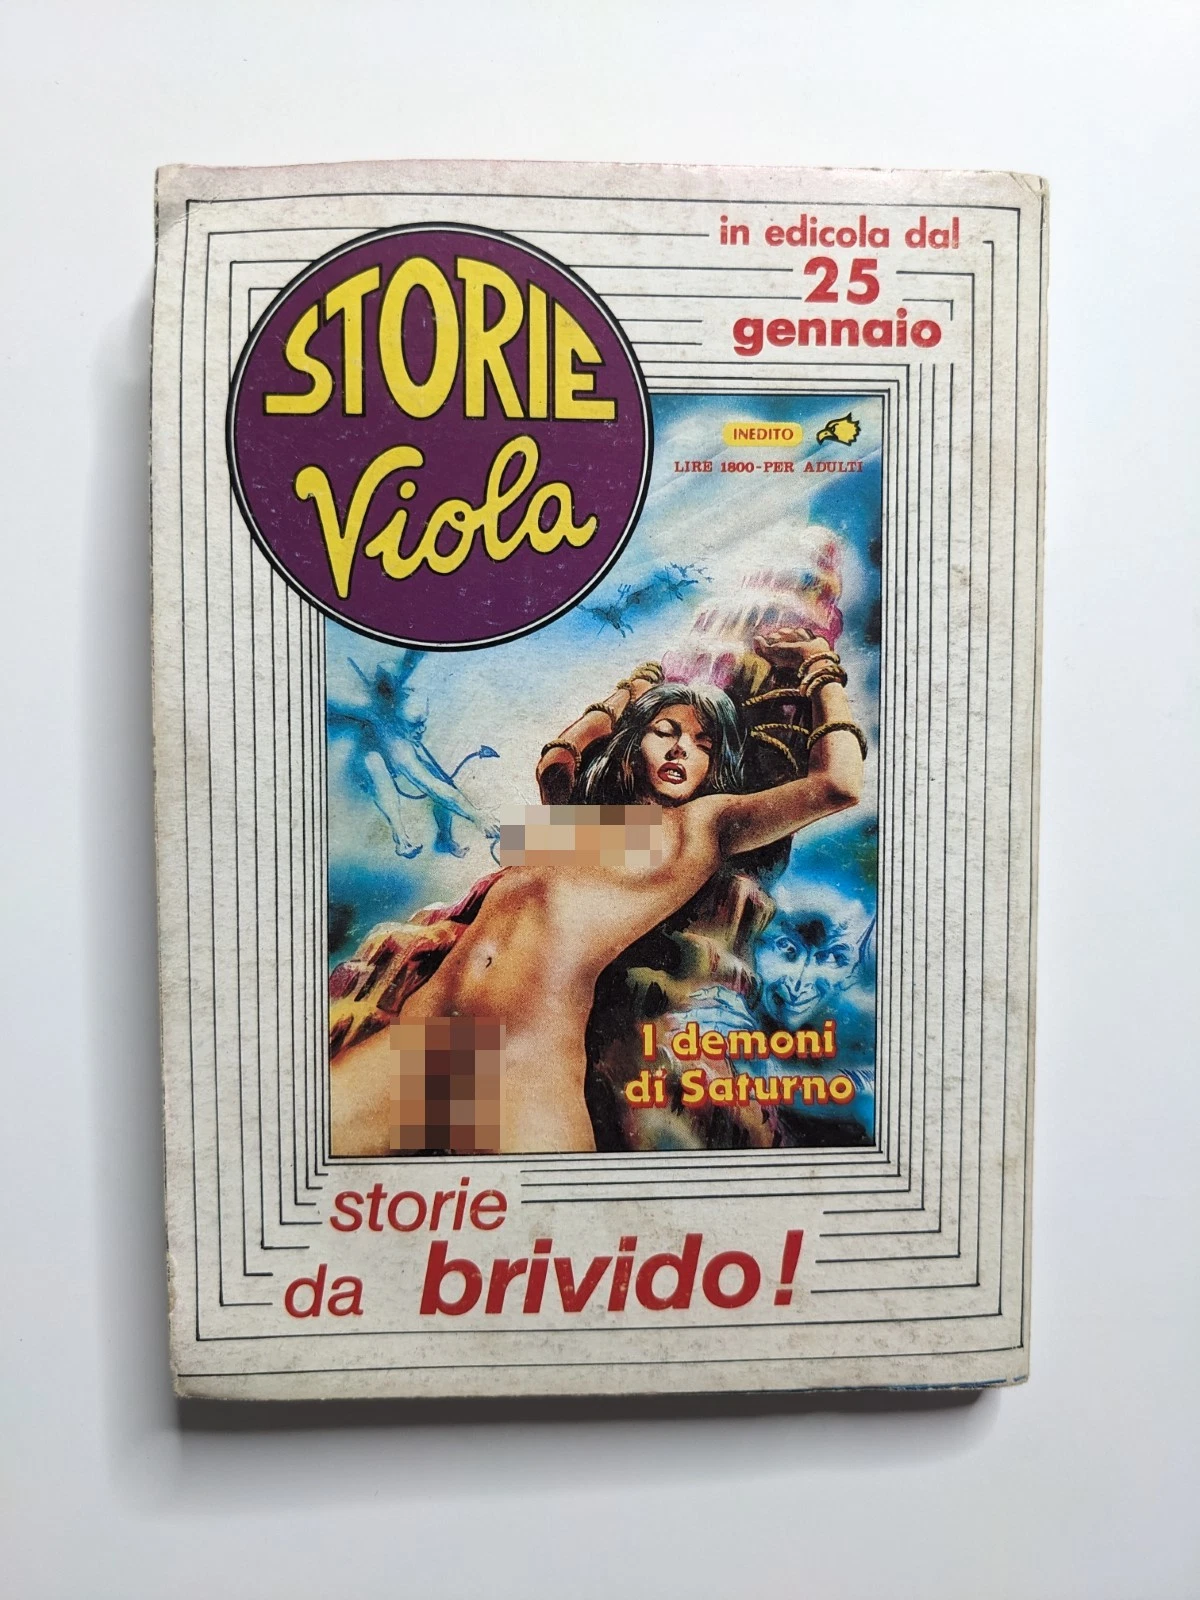 in edicola dal
25
gennaio
STORIE
Viola
INEDITO
LIRE 1800-PER ADULTI
I demoni
di Saturno
storie
da brivido!